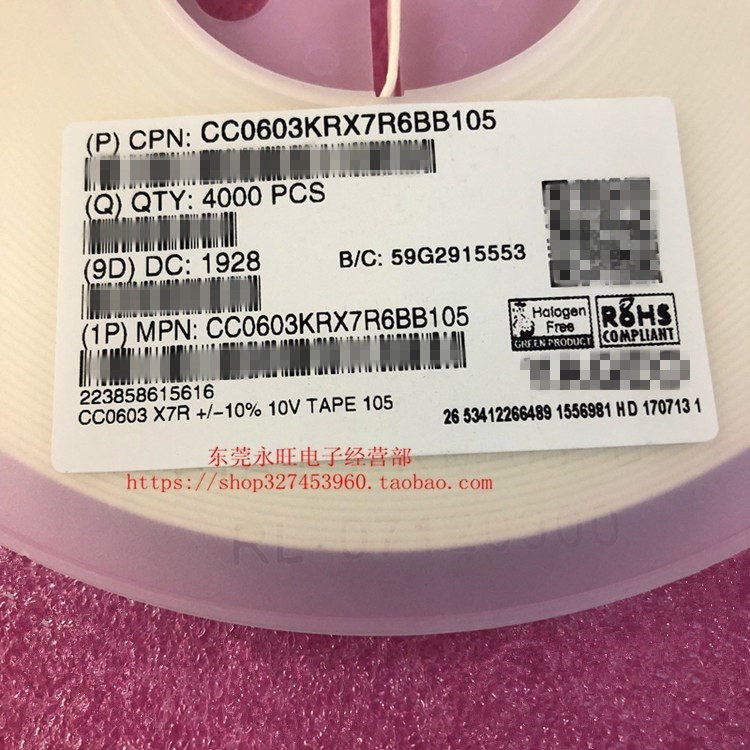 (P) CPN: CC0603KRX7R6BB105
(Q) QTY: 4000 PCS
(9D) DC: 1928
B/C: 59G2915553
(1P) MPN: CC0603KRX7R6BB105
Halogen
Free
GREEN PRODUCT
RoHS
COMPLIANT
223858615616
CC0603 X7R +/-10% 10V TAPE 105
26 53412266489 1556981 H D 170713 1
东莞永旺电子经营部
https://shop327453960.taobao.com